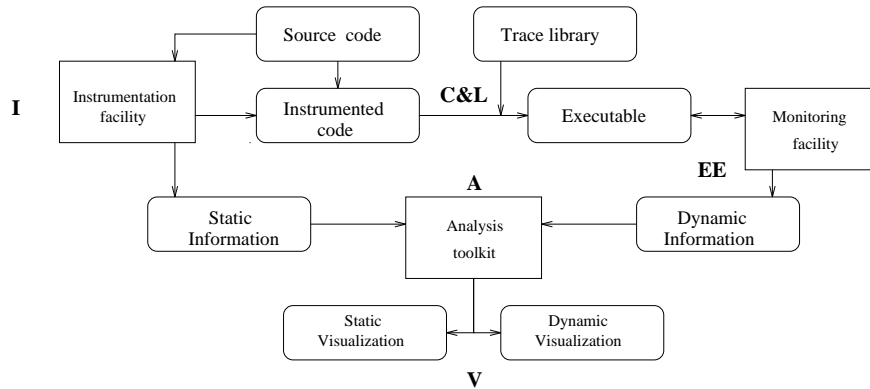 Source code
Trace library
I
Instrumentation
facility
Instrumented
code
C&L
Executable
Monitoring
facility
EE
A
Static
Information
Analysis
toolkit
Dynamic
Information
Static
Visualization
Dynamic
Visualization
V